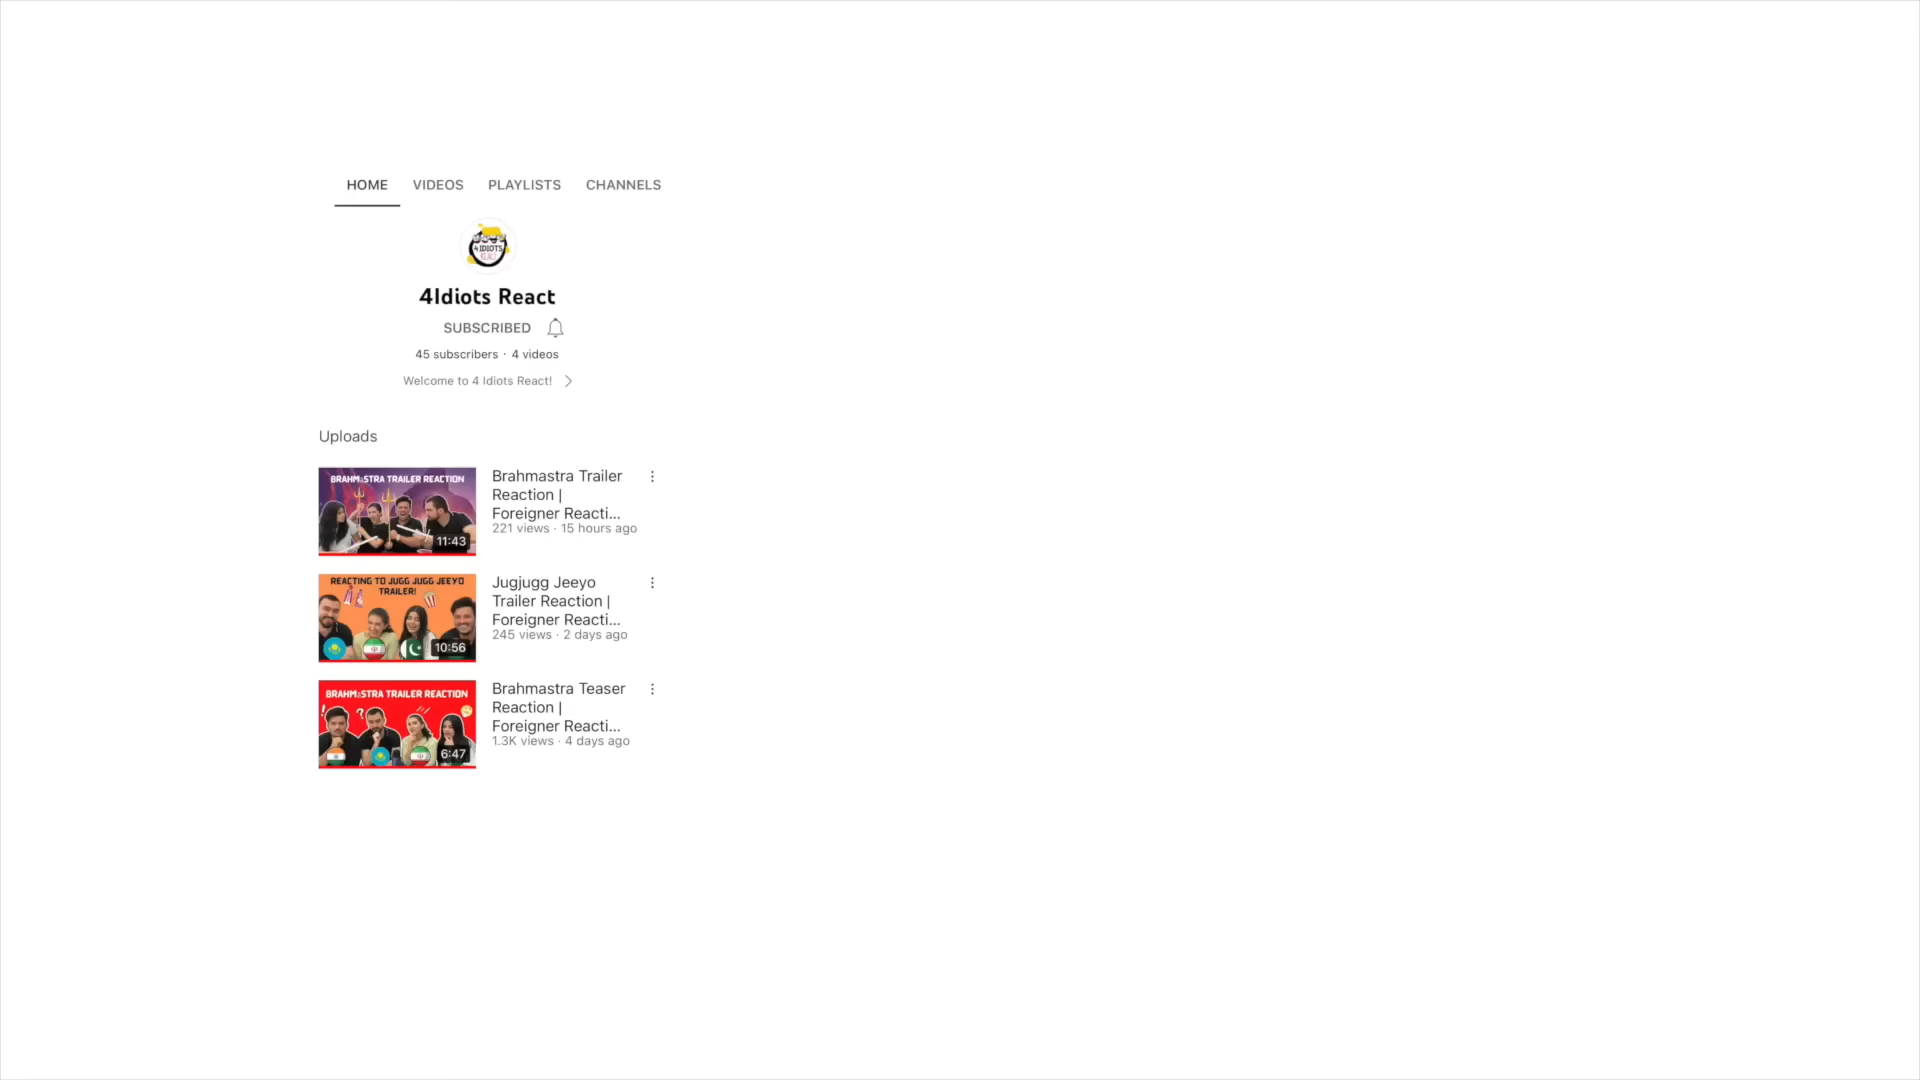 HOME VIDEOS PLAYLISTS CHANNELS
4 IDIOTS
REACT
4Idiots React
SUBSCRIBED
45 subscribers · 4 videos
Welcome to 4 Idiots React!
Uploads
BRAHMASTRA TRAILER REACTION
11:43
Brahmastra Trailer
Reaction |
Foreigner Reacti...
221 views · 15 hours ago
REACTING TO JUGG JUGG JEEYO
TRAILER!
10:56
Jugjugg Jeeyo
Trailer Reaction |
Foreigner Reacti...
245 views · 2 days ago
BRAHMASTRA TRAILER REACTION
6:47
Brahmastra Teaser
Reaction |
Foreigner Reacti...
1.3K views · 4 days ago